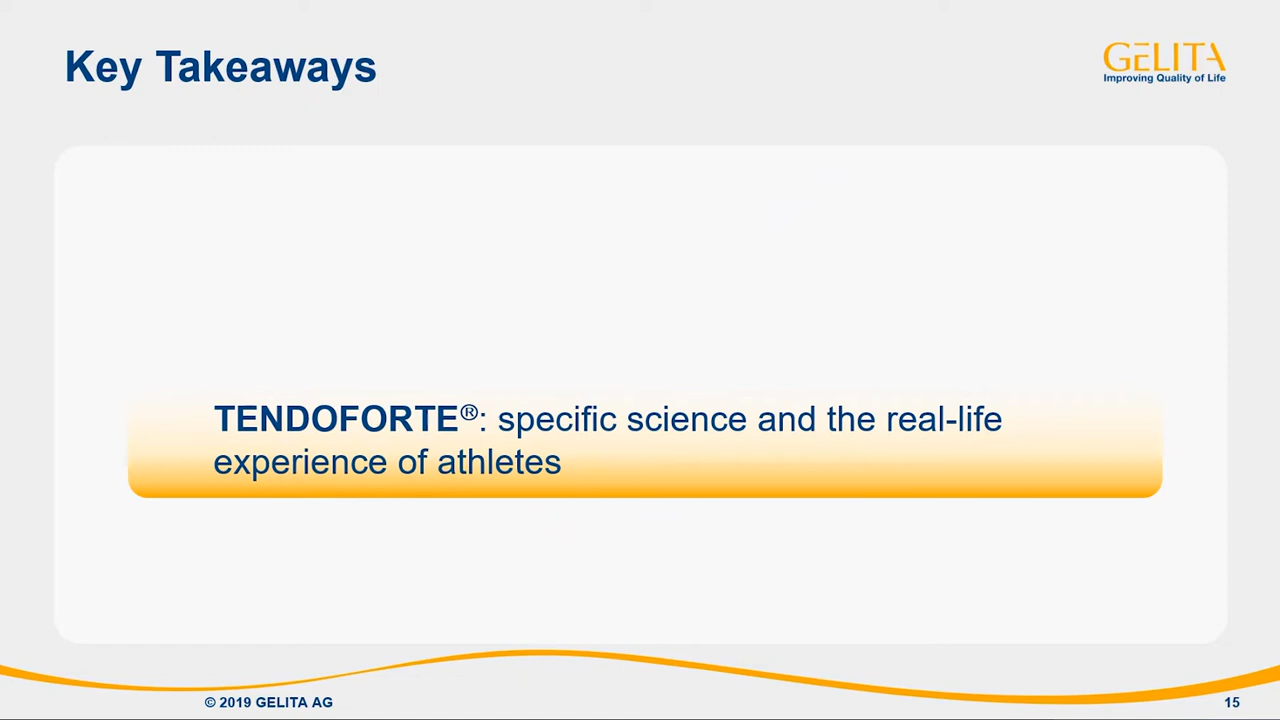 Key Takeaways
GELITA
Improving Quality of Life
TENDOFORTE®: specific science and the real-life
experience of athletes
© 2019 GELITA AG
15